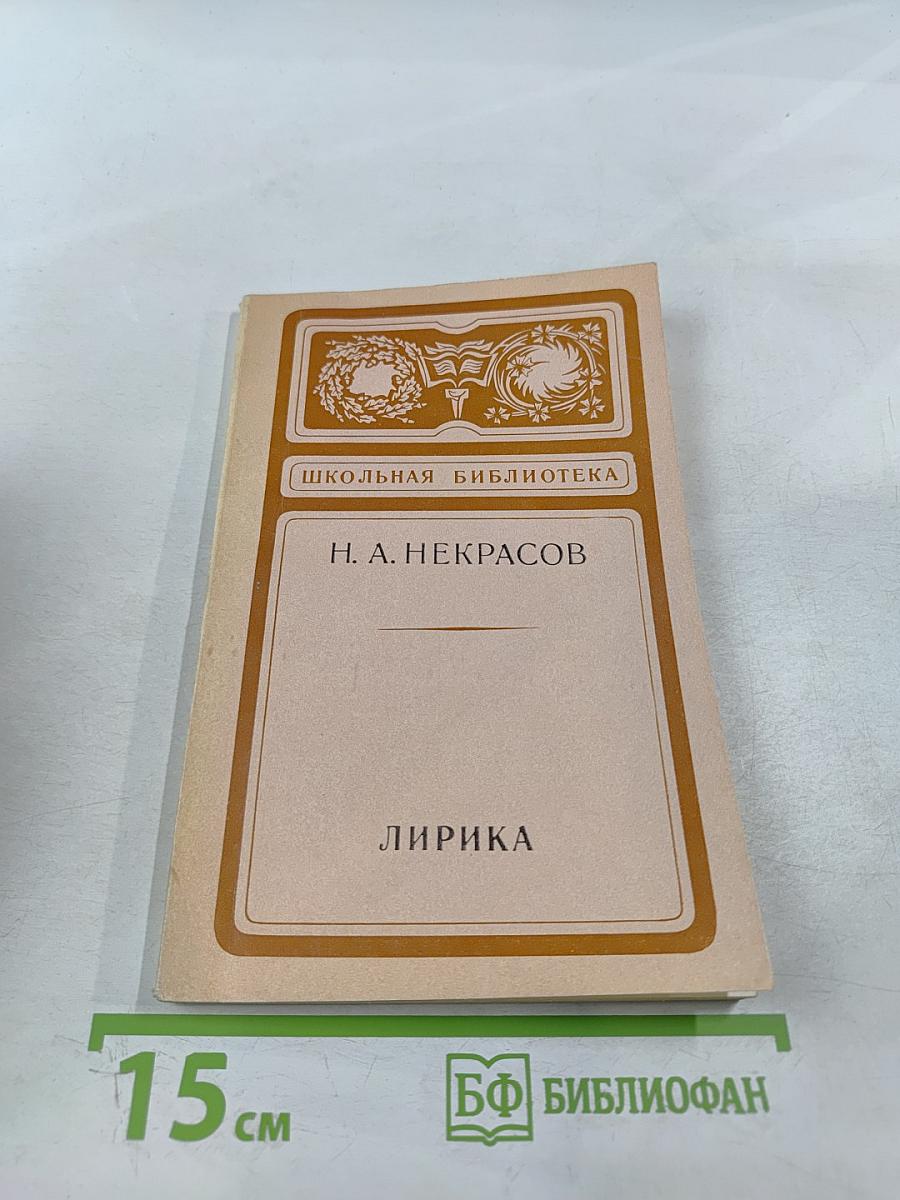 ШКОЛЬНАЯ БИБЛИОТЕКА
Н. А. НЕКРАСОВ
ЛИРИКА
15 см
БФ БИБЛИОФАН